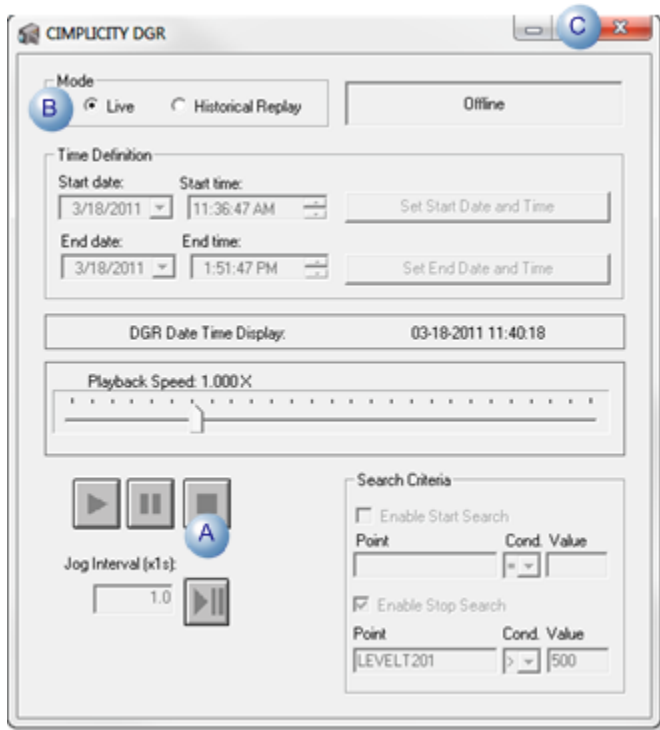 CIMPLICITY DGR
C
Mode
B
Live Historical Replay
Offline
Time Definition
Start date: Start time:
3/18/2011 11:36:47 AM Set Start Date and Time
End date: End time:
3/18/2011 1:51:47 PM Set End Date and Time
DGR Date Time Display: 03-18-2011 11:40:18
Playback Speed: 1.000X
A
Jog Interval (x1s):
1.0
Search Criteria
Enable Start Search
Point Cond. Value
=
Enable Stop Search
Point Cond. Value
LEVELT201 > 500